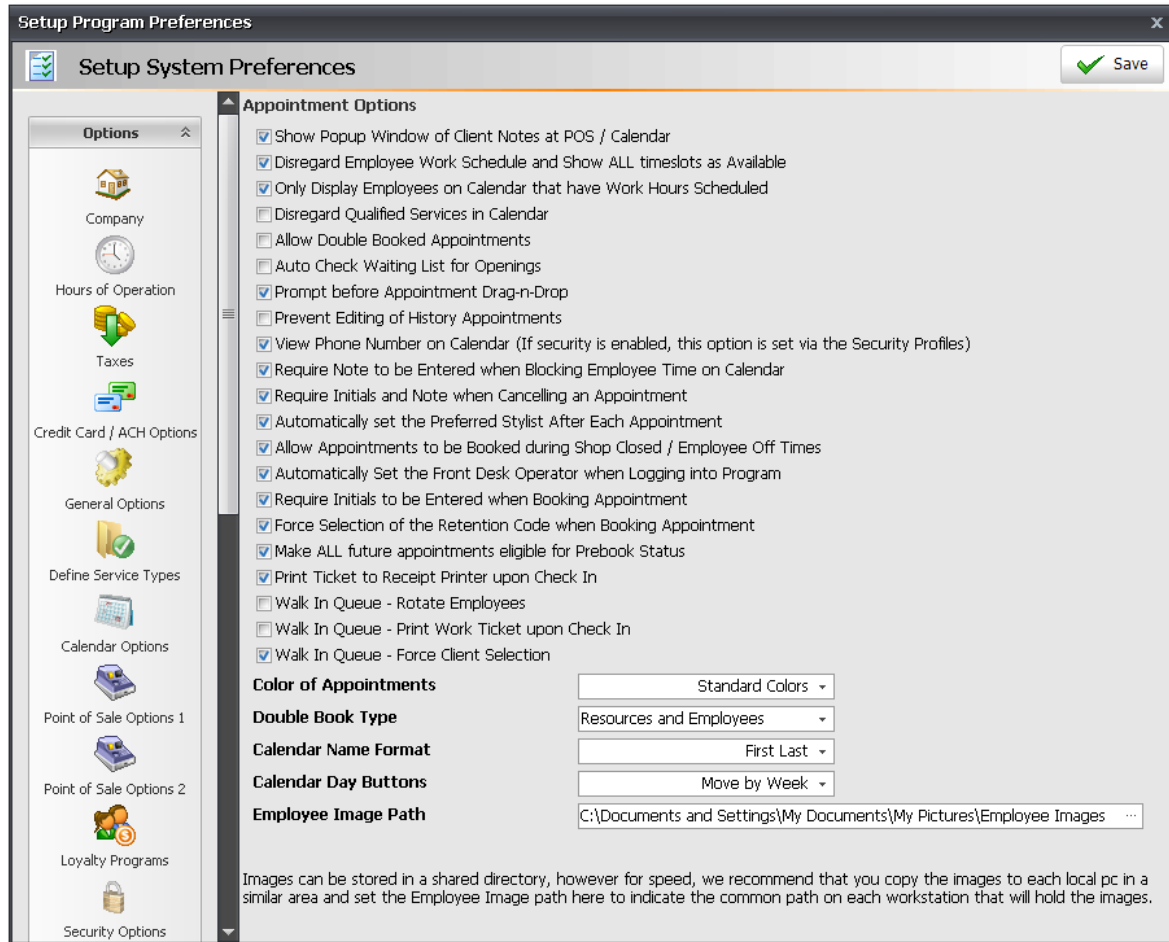 Setup Program Preferences
x
Setup System Preferences
Save
Options
Company
Hours of Operation
Taxes
Credit Card / ACH Options
General Options
Define Service Types
Calendar Options
Point of Sale Options 1
Point of Sale Options 2
Loyalty Programs
Security Options
Appointment Options
Show Popup Window of Client Notes at POS / Calendar
Disregard Employee Work Schedule and Show ALL timeslots as Available
Only Display Employees on Calendar that have Work Hours Scheduled
Disregard Qualified Services in Calendar
Allow Double Booked Appointments
Auto Check Waiting List for Openings
Prompt before Appointment Drag-n-Drop
Prevent Editing of History Appointments
View Phone Number on Calendar (If security is enabled, this option is set via the Security Profiles)
Require Note to be Entered when Blocking Employee Time on Calendar
Require Initials and Note when Cancelling an Appointment
Automatically set the Preferred Stylist After Each Appointment
Allow Appointments to be Booked during Shop Closed / Employee Off Times
Automatically Set the Front Desk Operator when Logging into Program
Require Initials to be Entered when Booking Appointment
Force Selection of the Retention Code when Booking Appointment
Make ALL future appointments eligible for Prebook Status
Print Ticket to Receipt Printer upon Check In
Walk In Queue - Rotate Employees
Walk In Queue - Print Work Ticket upon Check In
Walk In Queue - Force Client Selection
Color of Appointments Standard Colors
Double Book Type Resources and Employees
Calendar Name Format First Last
Calendar Day Buttons Move by Week
Employee Image Path C:\Documents and Settings\My Documents\My Pictures\Employee Images ...
Images can be stored in a shared directory, however for speed, we recommend that you copy the images to each local pc in a
similar area and set the Employee Image path here to indicate the common path on each workstation that will hold the images.